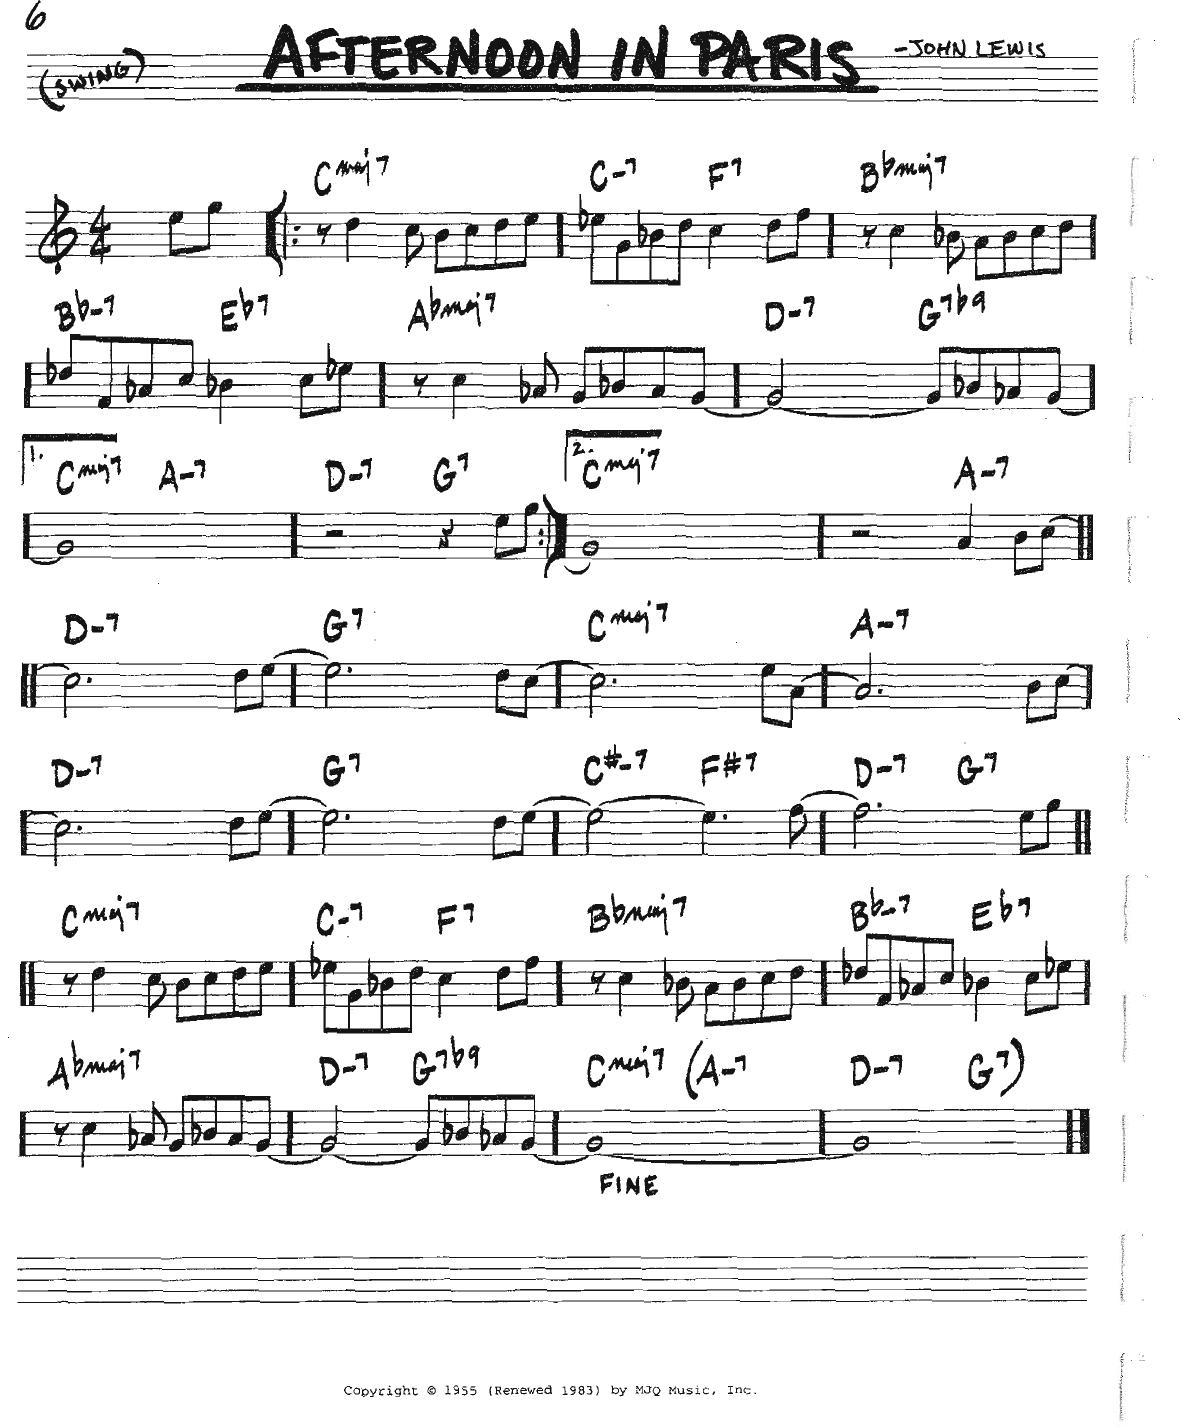 6
AFTERNOON IN PARIS
-JOHN LEWIS
(SWING)
Cmaj7 C-7 F7 Bbmaj7
4
4
Bb-7 Eb7 Abmaj7 D-7 G7b9
1. Cmaj7 A-7 D-7 G7 2. Cmaj7 A-7
D-7 G7 Cmaj7 A-7
D-7 G7 C#-7 F#7 D-7 G7
Cmaj7 C-7 F7 Bbmaj7 Bb-7 Eb7
Abmaj7 D-7 G7b9 Cmaj7 (A-7 D-7 G7)
FINE
Copyright © 1955 (Renewed 1983) by MJQ Music, Inc.